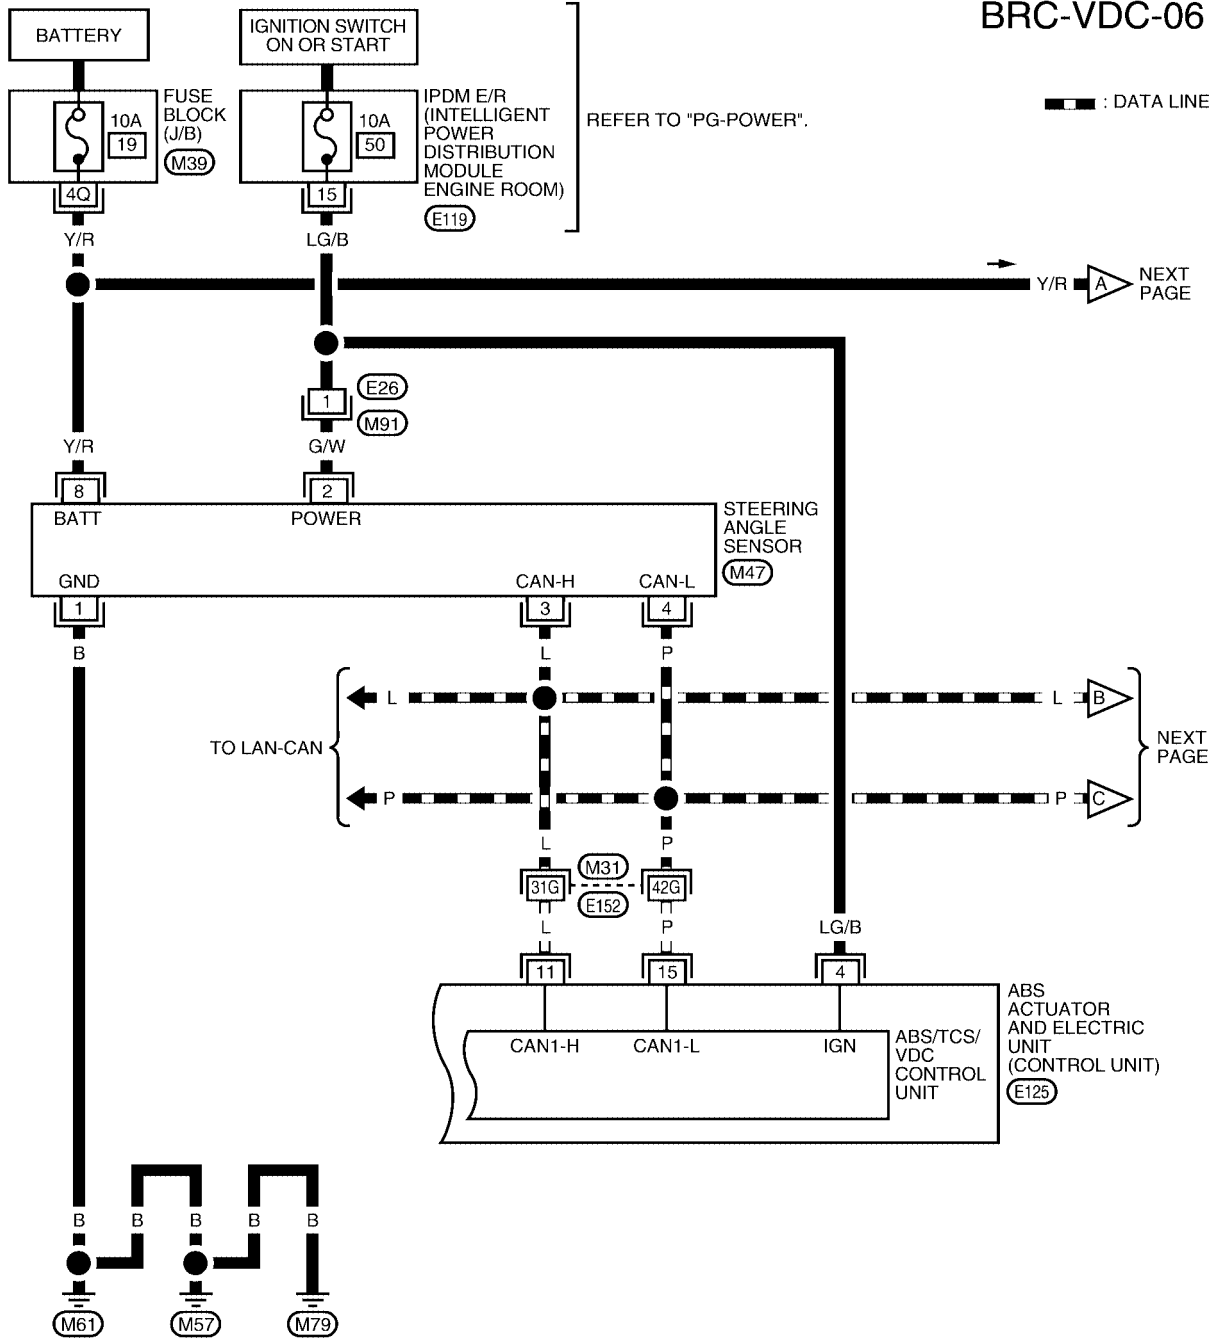 BRC-VDC-06
BATTERY
IGNITION SWITCH
ON OR START
: DATA LINE
FUSE
BLOCK
(J/B)
M39
10A
19
10A
50
IPDM E/R
(INTELLIGENT
POWER
DISTRIBUTION
MODULE
ENGINE ROOM)
E119
REFER TO "PG-POWER".
4Q
15
Y/R
LG/B
Y/R
A
NEXT
PAGE
1
E26
M91
Y/R
G/W
8
2
BATT
POWER
STEERING
ANGLE
SENSOR
M47
GND
CAN-H
CAN-L
1
3
4
B
L
P
TO LAN-CAN
L
L
B
P
P
C
NEXT
PAGE
L
P
31G
M31
E152
42G
L
P
LG/B
11
15
4
CAN1-H
CAN1-L
IGN
ABS/TCS/
VDC
CONTROL
UNIT
ABS
ACTUATOR
AND ELECTRIC
UNIT
(CONTROL UNIT)
E125
B
B
B
B
B
M61
M57
M79